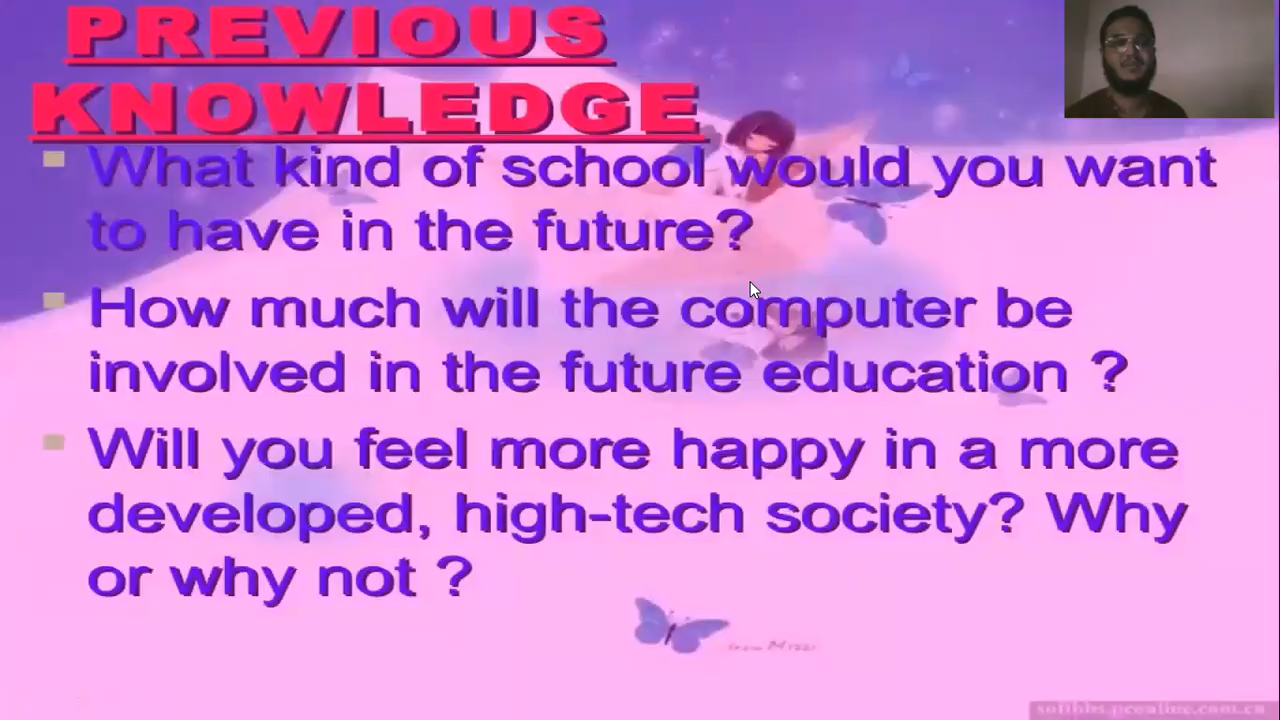 PREVIOUS
KNOWLEDGE
What kind of school would you want
to have in the future?
How much will the computer be
involved in the future education ?
Will you feel more happy in a more
developed, high-tech society? Why
or why not ?